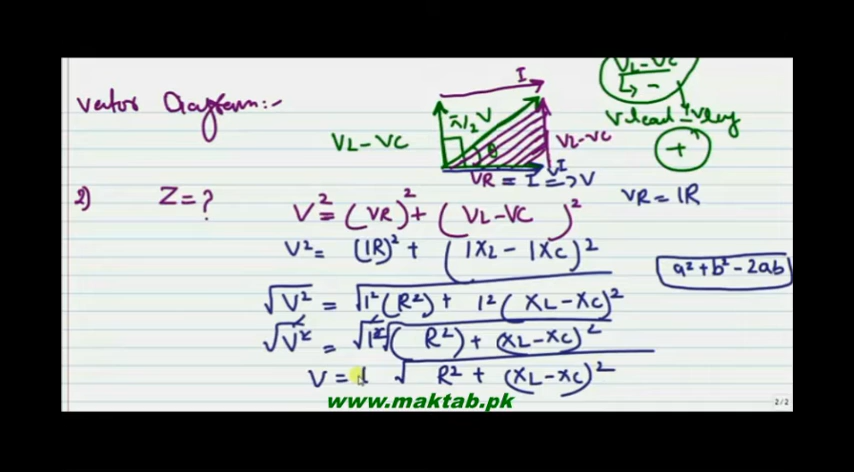 I
VL - VC
↳ -
Vector Diagram:-
π/2 V
V lead - V lag
VL - VC
θ
VL - VC
+
VR = I => V
I
2) Z = ?
V² = (VR)² + (VL - VC)²
VR = IR
V² = (IR)² + (IXL - IXC)²
a² + b² - 2ab
√V² = √I² (R²) + I² (XL - XC)²
√V² = √I² √(R²) + (XL - XC)²
V = I √R² + (XL - XC)²
www.maktab.pk
2/2